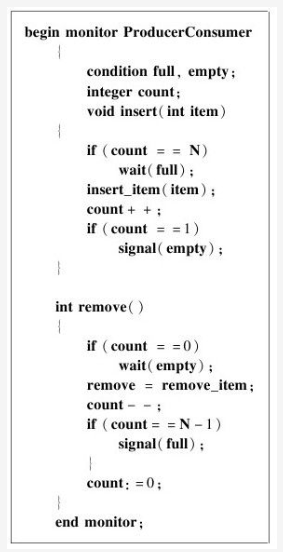 begin monitor ProducerConsumer
{
condition full, empty;
integer count;
void insert(int item)
{
if (count = = N)
wait(full);
insert_item(item);
count+ +;
if (count = =1)
signal(empty);
}
int remove()
{
if (count = =0)
wait(empty);
remove = remove_item;
count- -;
if (count= =N-1)
signal(full);
}
count:=0;
}
end monitor;